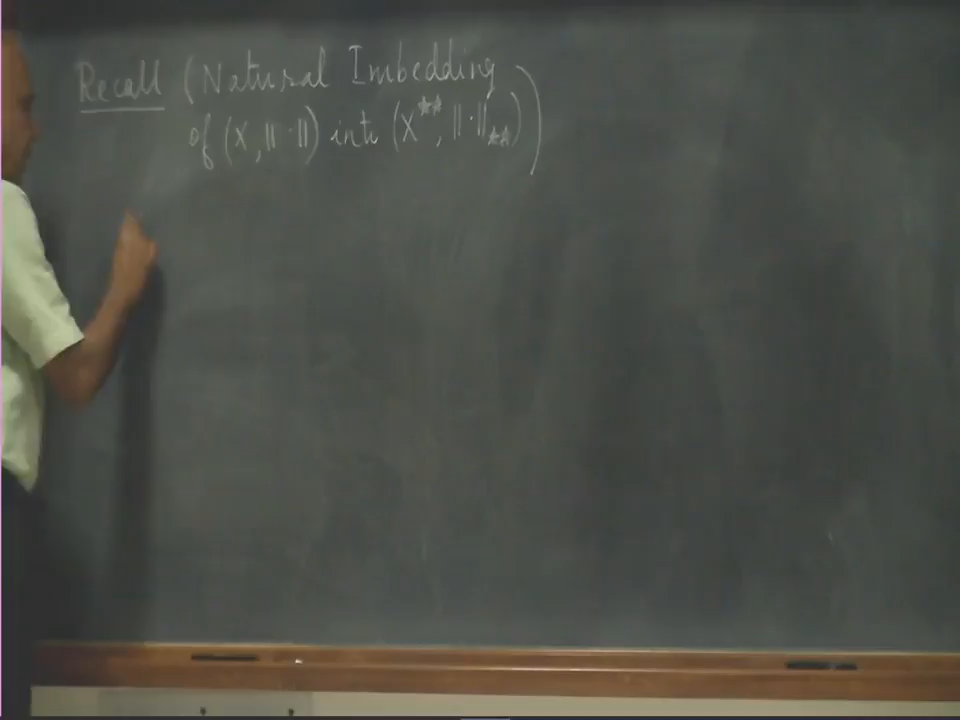 Recall (Natural Imbedding
of (X, ||·||) into (X**, ||·||**))